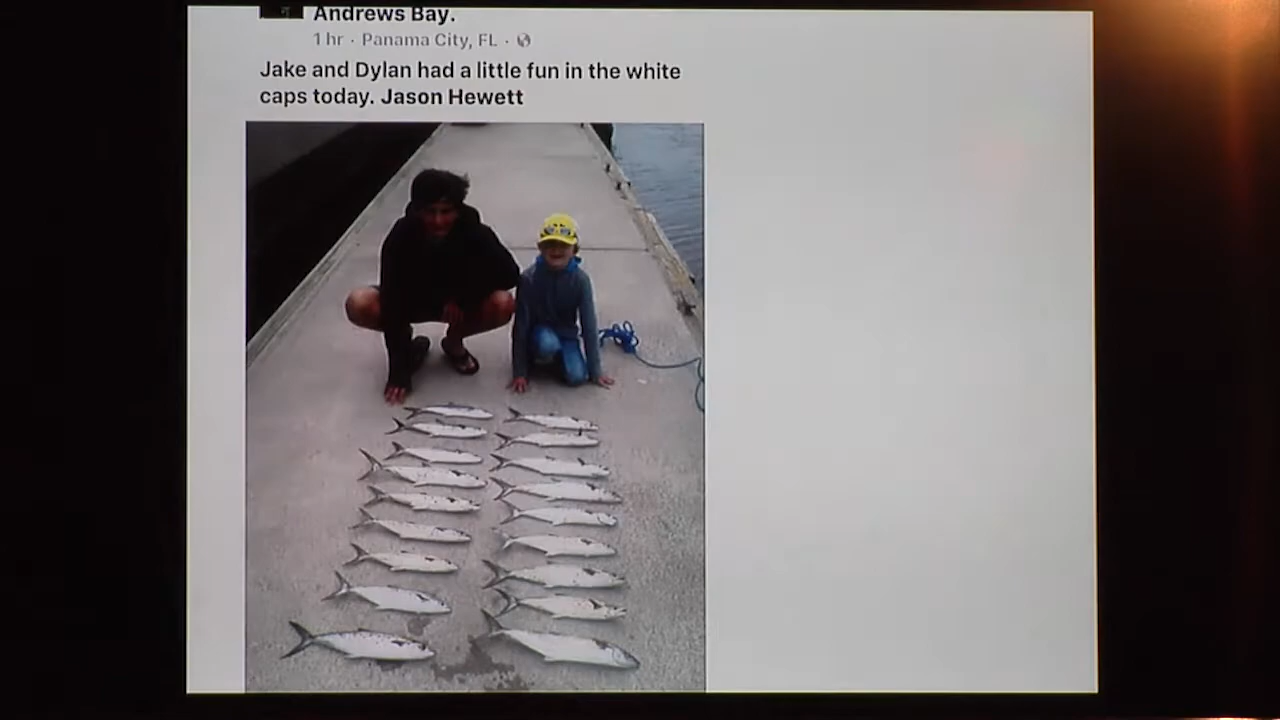 Andrews Bay.
1 hr · Panama City, FL ·
Jake and Dylan had a little fun in the white
caps today. Jason Hewett